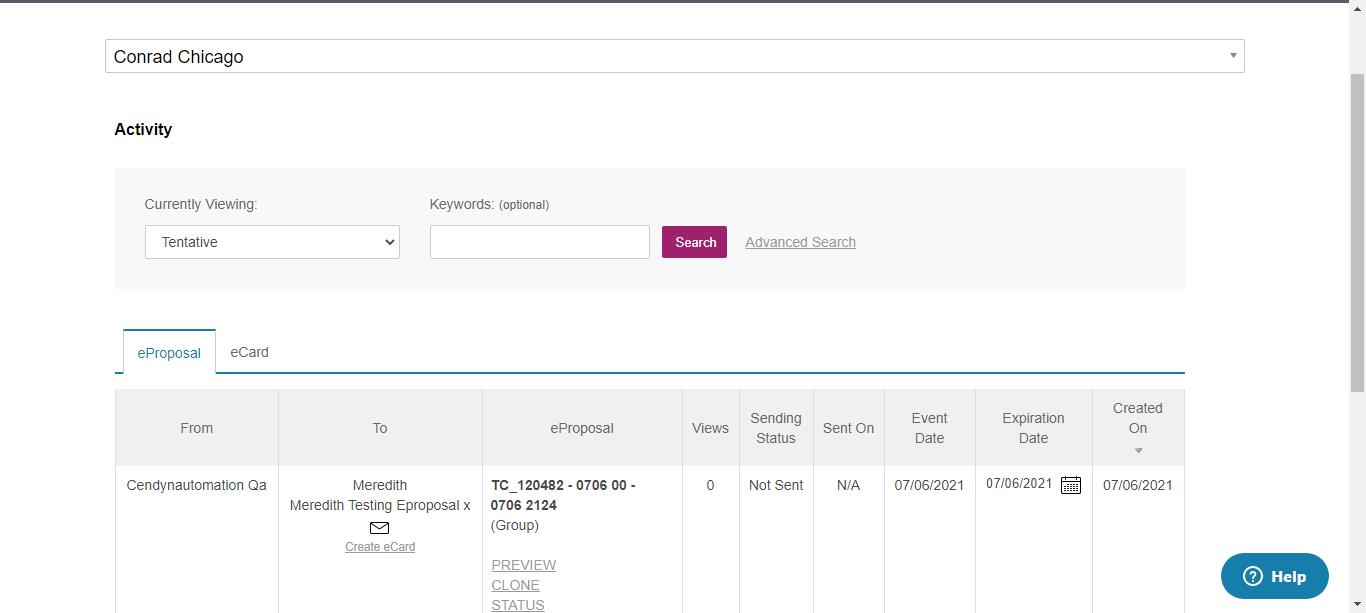 Conrad Chicago
Activity
Currently Viewing:
Keywords: (optional)
Tentative
Search
Advanced Search
eProposal
eCard
From
To
eProposal
Views
Sending
Status
Sent On
Event
Date
Expiration
Date
Created
On
Cendynautomation Qa
Meredith
Meredith Testing Eproposal x
Create eCard
TC_120482 - 0706 00 -
0706 2124
(Group)
PREVIEW
CLONE
STATUS
0
Not Sent
N/A
07/06/2021
07/06/2021
07/06/2021
Help